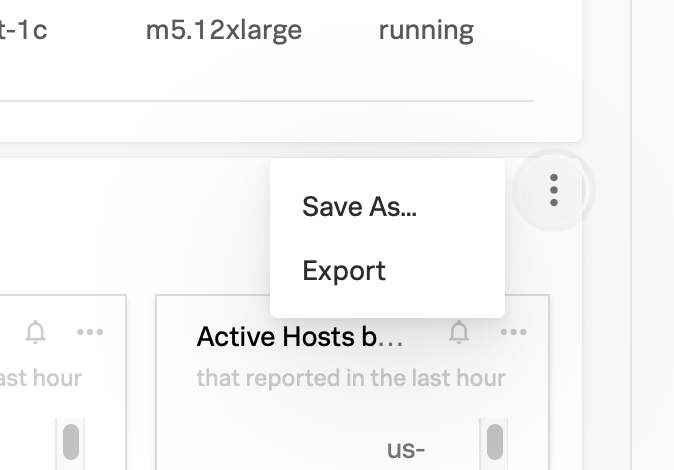 t-1c m5.12xlarge running
Save As...
Export
Active Hosts b...
ast hour
that reported in the last hour
us-